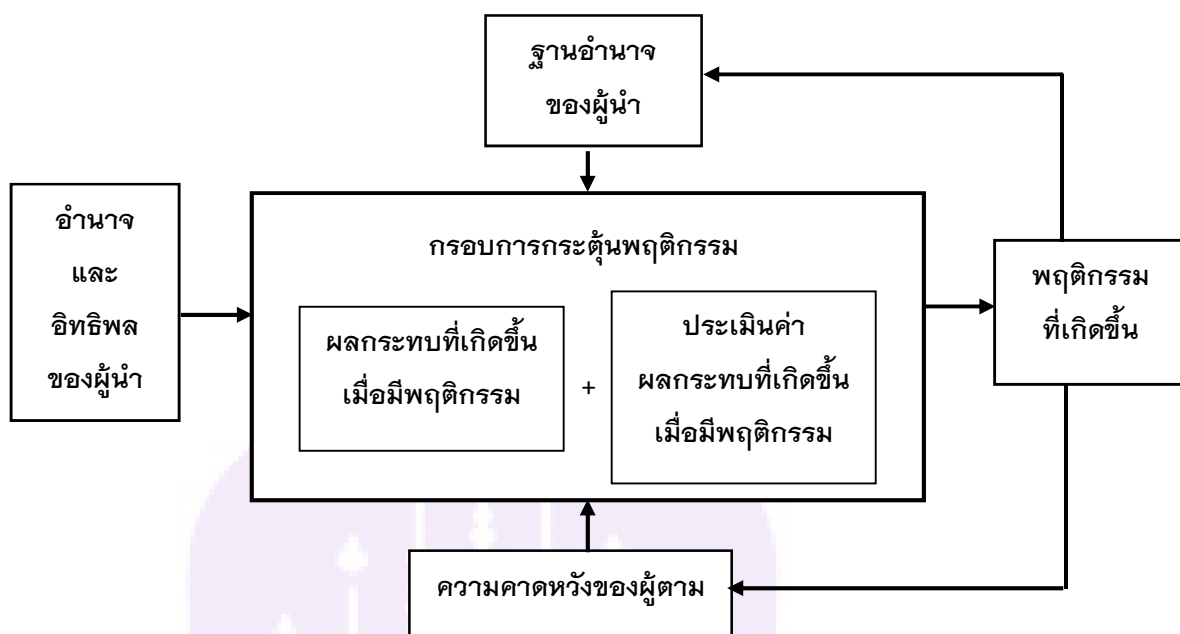 ฐานอำนาจ
ของผู้นำ
อำนาจ
และ
อิทธิพล
ของผู้นำ
กรอบการกระตุ้นพฤติกรรม
ผลกระทบที่เกิดขึ้น
เมื่อมีพฤติกรรม
+
ประเมินค่า
ผลกระทบที่เกิดขึ้น
เมื่อมีพฤติกรรม
พฤติกรรม
ที่เกิดขึ้น
ความคาดหวังของผู้ตาม